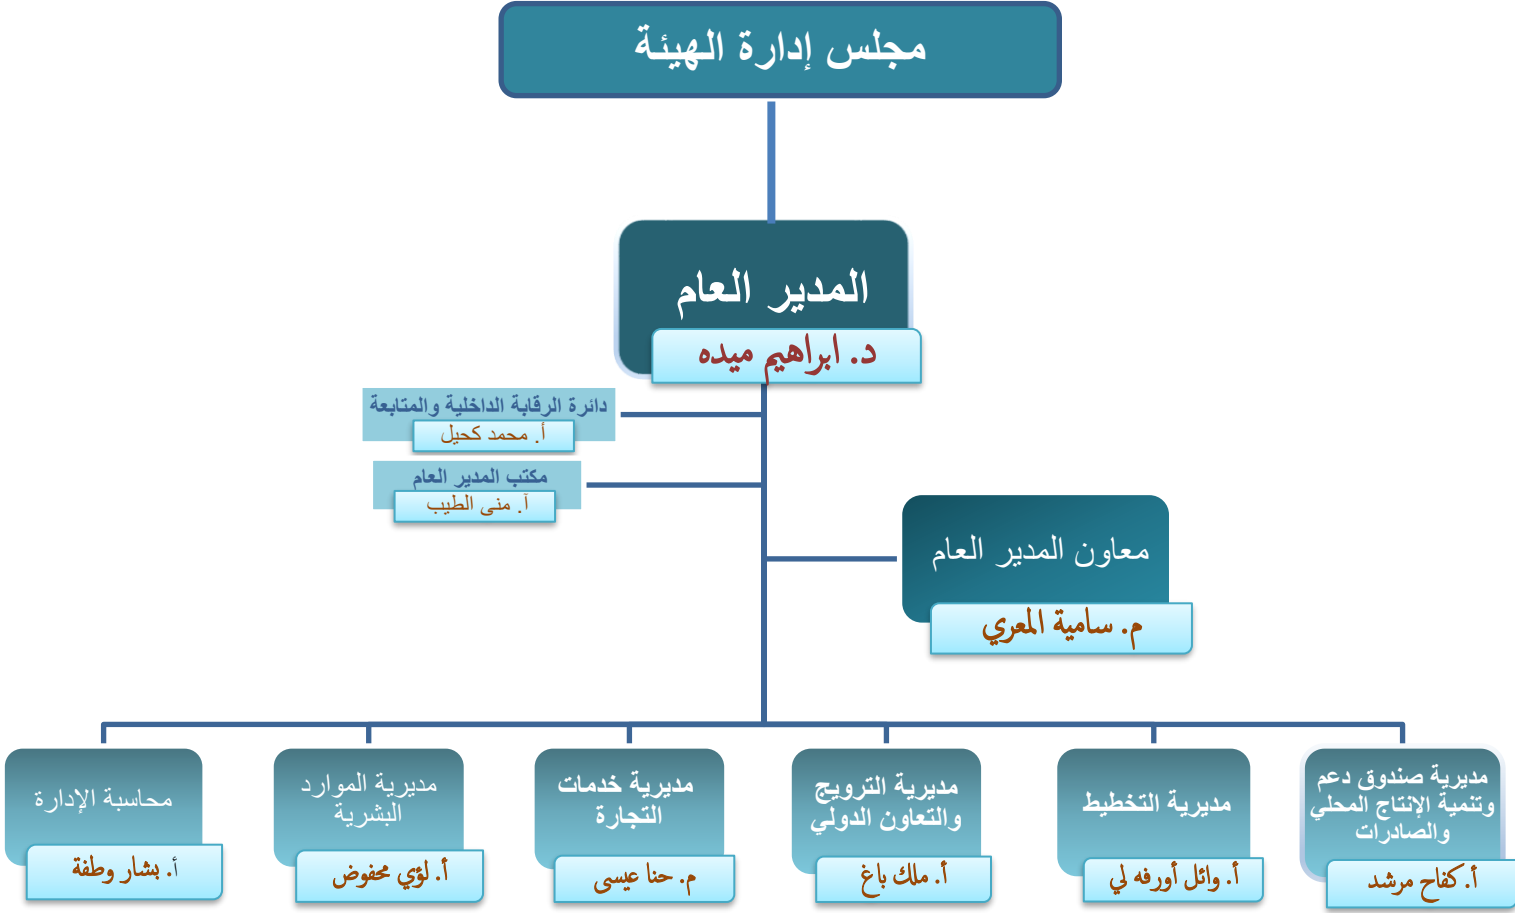 مجلس إدارة الهيئة
المدير العام
د. ابراهيم ميده
دائرة الرقابة الداخلية والمتابعة
أ. محمد كحيل
مكتب المدير العام
آ. منى الطيب
معاون المدير العام
م. سامية المعري
مديرية صندوق دعم
وتنمية الإنتاج المحلي
والصادرات
أ. كفاح مرشد
مديرية التخطيط
أ. وائل أورفه لي
مديرية الترويج
والتعاون الدولي
أ. ملك باغ
مديرية خدمات
التجارة
م. حنا عيسى
مديرية الموارد
البشرية
أ. لؤي محفوض
محاسبة الإدارة
أ. بشار وطفة